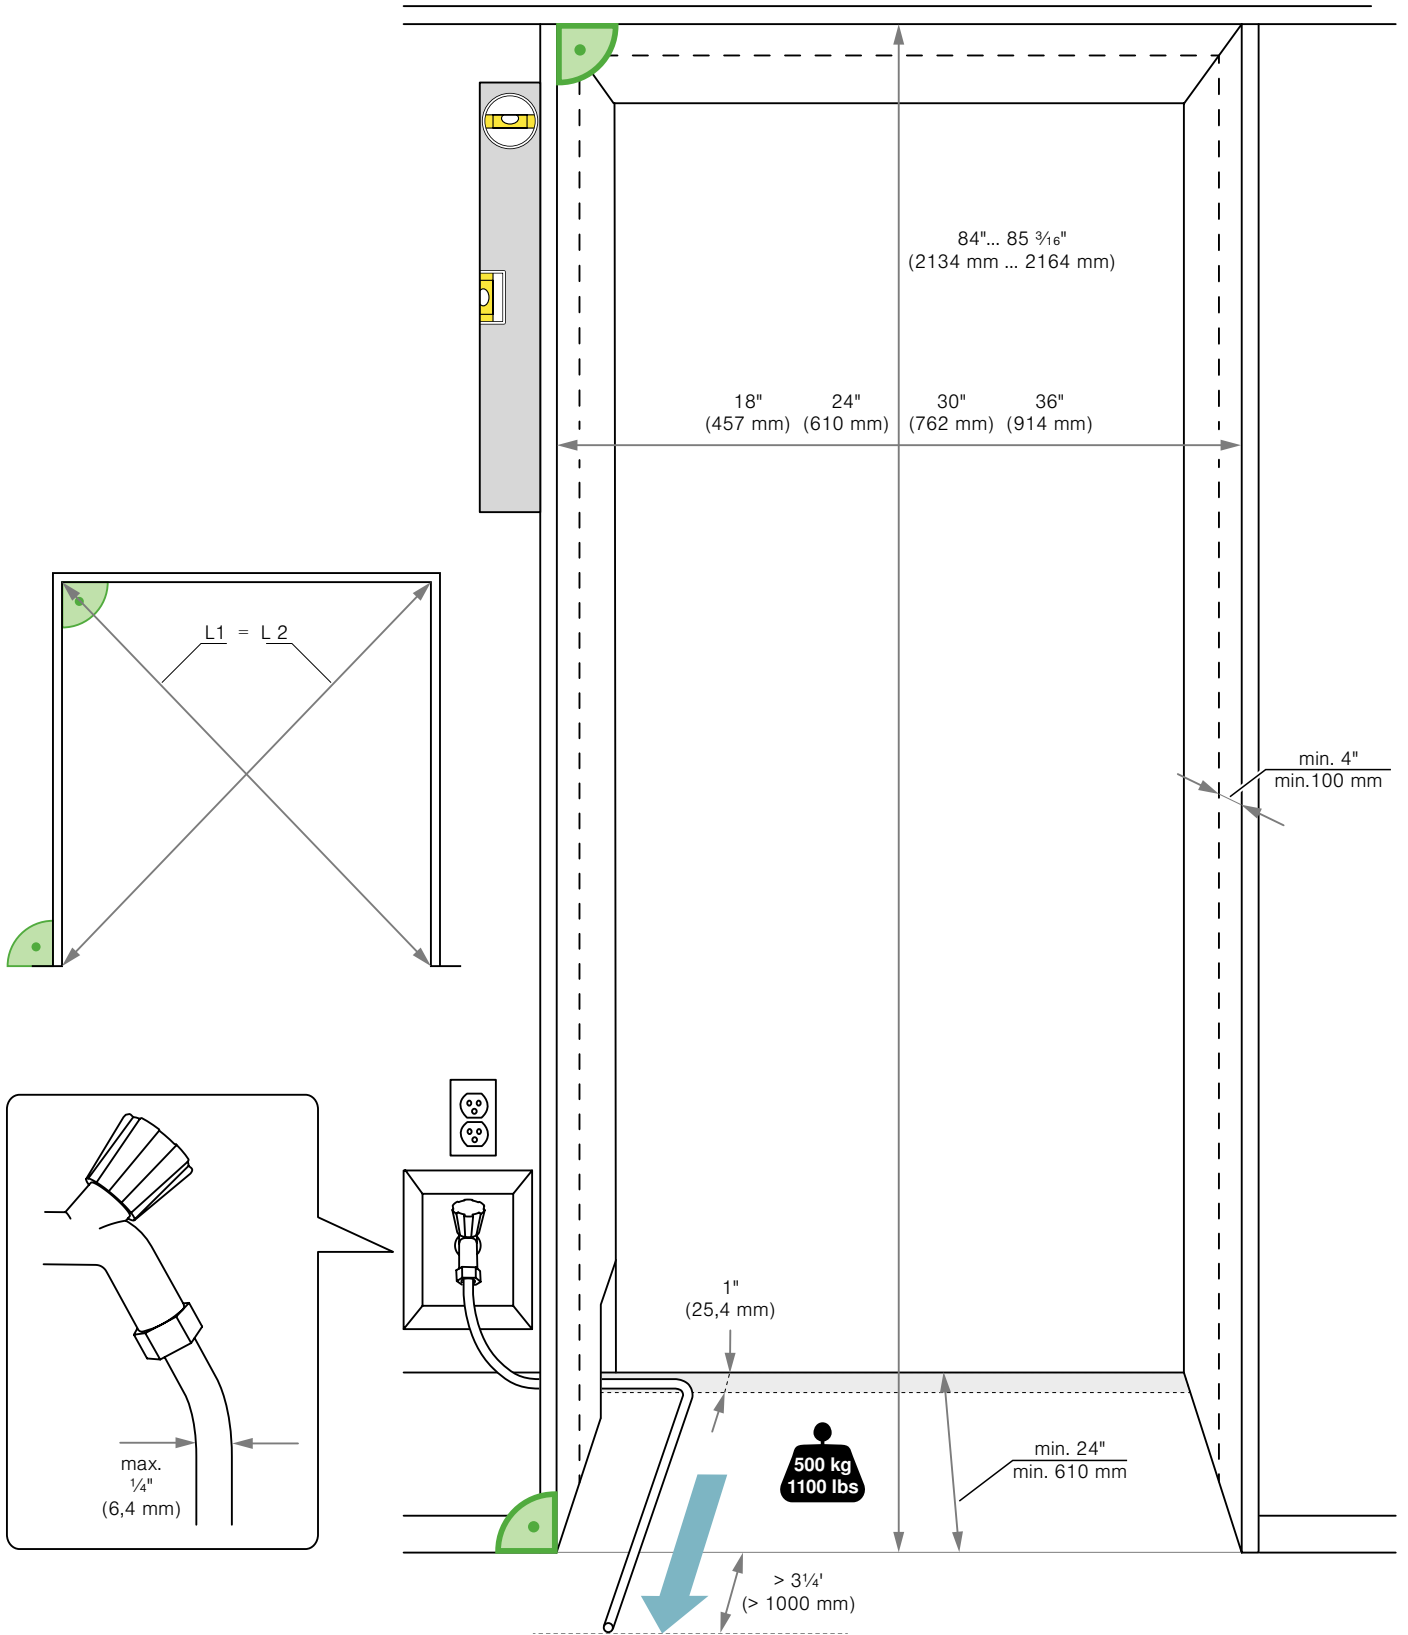 84"... 85 ³⁄₁₆"
(2134 mm ... 2164 mm)
18" 24" 30" 36"
(457 mm) (610 mm) (762 mm) (914 mm)
L1 = L 2
min. 4"
min.100 mm
1"
(25,4 mm)
500 kg
1100 lbs
min. 24"
min. 610 mm
max.
¼"
(6,4 mm)
> 3¼'
(> 1000 mm)